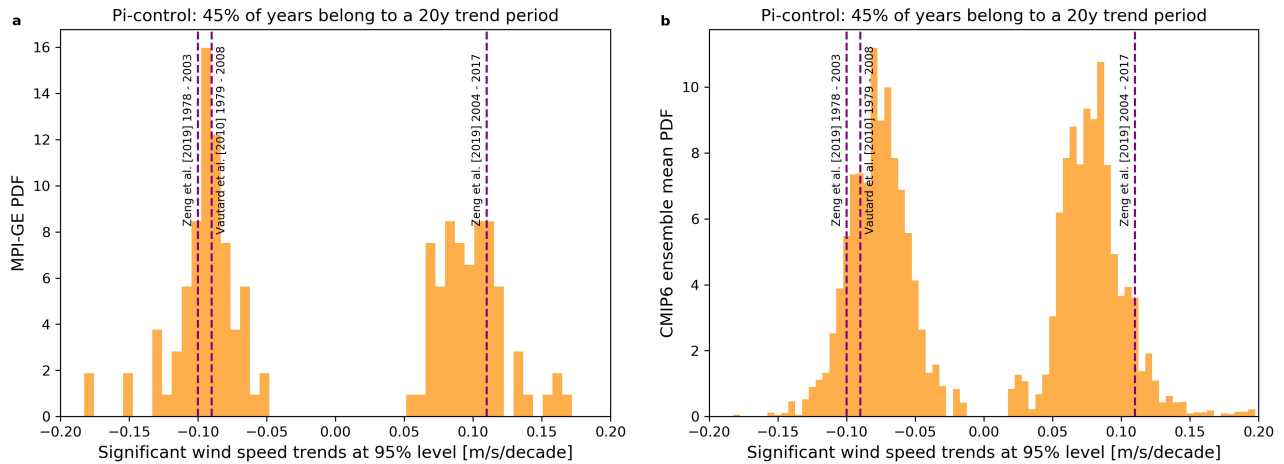 a
Pi-control: 45% of years belong to a 20y trend period
MPI-GE PDF
16
14
12
10
8
6
4
2
0
Zeng et al. [2019] 1978 - 2003
Vautard et al. [2010] 1979 - 2008
Zeng et al. [2019] 2004 - 2017
−0.20
−0.15
−0.10
−0.05
0.00
0.05
0.10
0.15
0.20
Significant wind speed trends at 95% level [m/s/decade]
b
Pi-control: 45% of years belong to a 20y trend period
CMIP6 ensemble mean PDF
10
8
6
4
2
0
Zeng et al. [2019] 1978 - 2003
Vautard et al. [2010] 1979 - 2008
Zeng et al. [2019] 2004 - 2017
−0.20
−0.15
−0.10
−0.05
0.00
0.05
0.10
0.15
0.20
Significant wind speed trends at 95% level [m/s/decade]